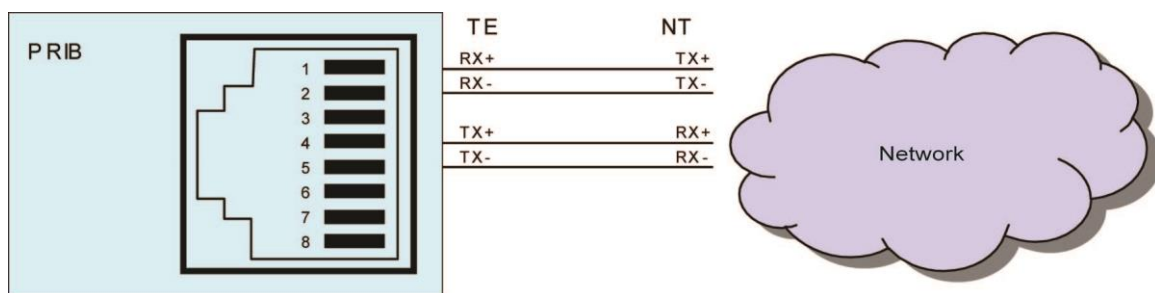 PRIB
TE NT
1 RX+ TX+
2 RX- TX-
3
4 TX+ RX+
5 TX- RX-
6
7
8
Network